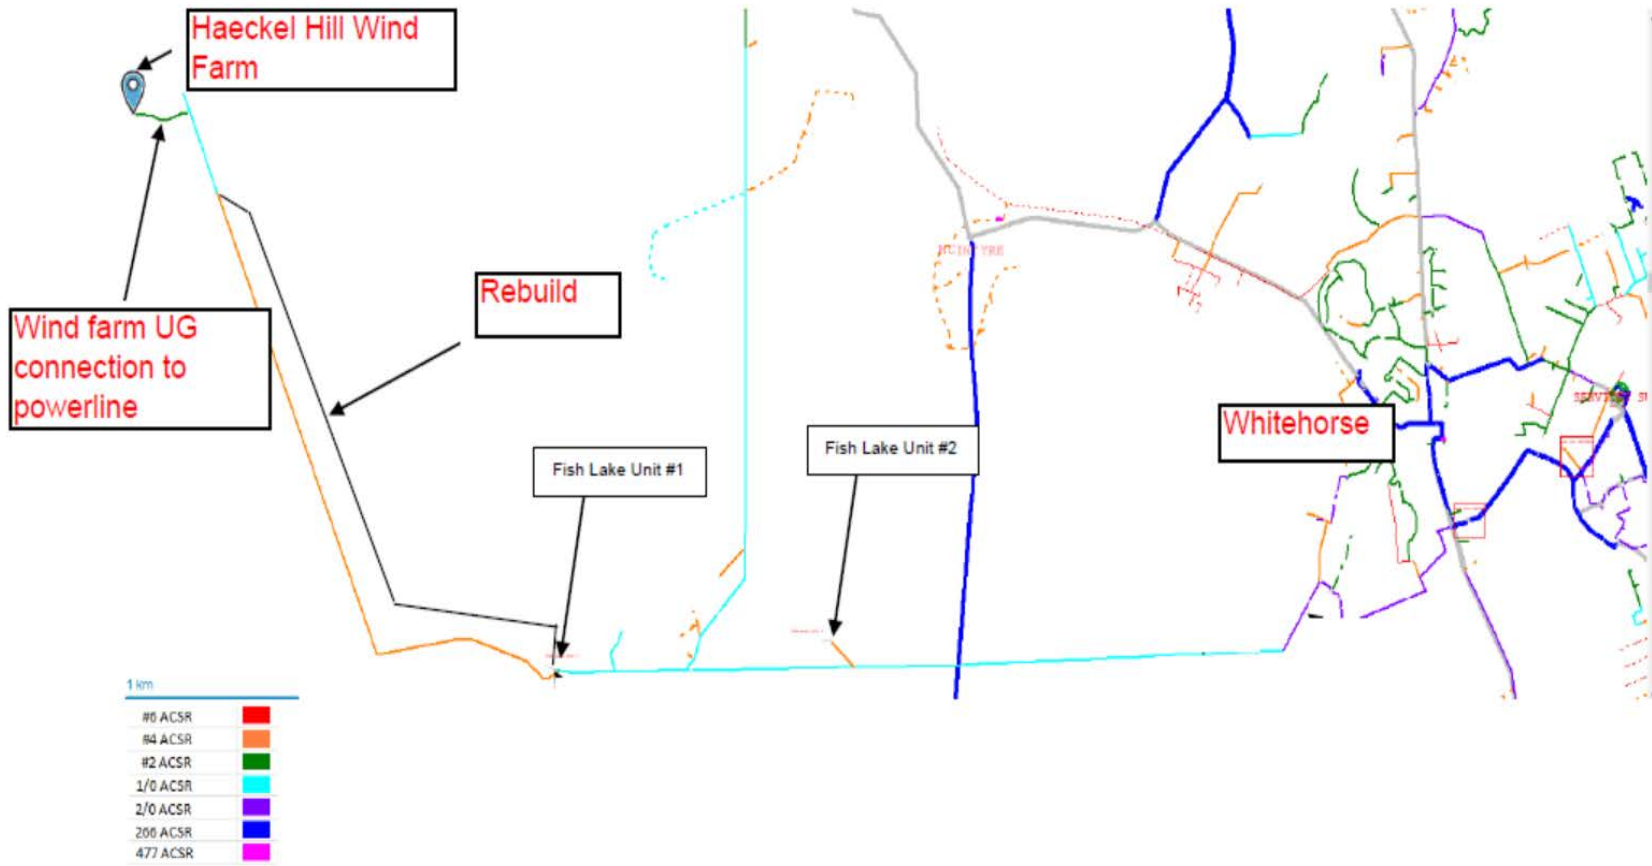 Haeckel Hill Wind
Farm
Rebuild
Wind farm UG
connection to
powerline
MCINTYRE
Whitehorse
Fish Lake Unit #1
Fish Lake Unit #2
1 km
#6 ACSR
#4 ACSR
#2 ACSR
1/0 ACSR
2/0 ACSR
266 ACSR
477 ACSR